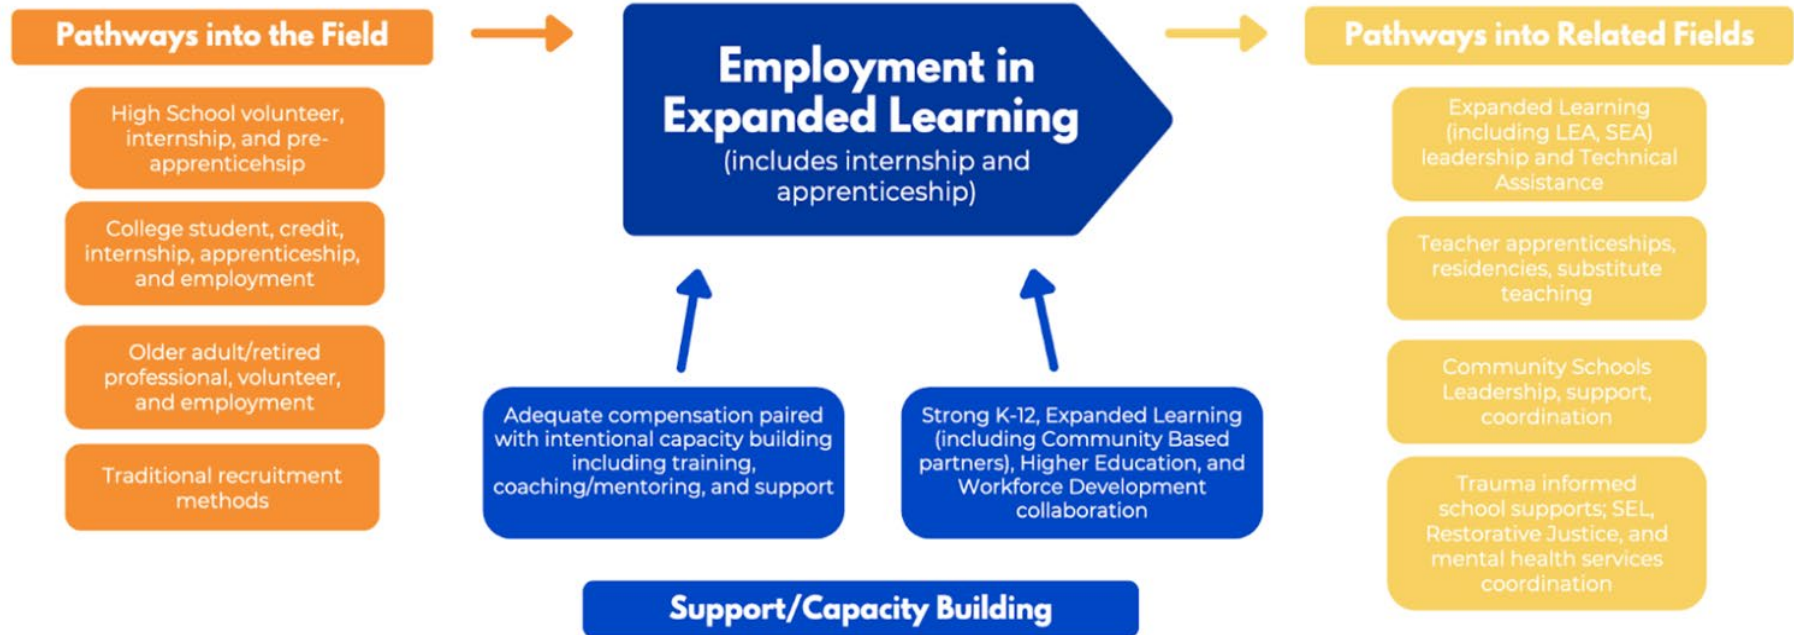 Pathways into the Field
High School volunteer,
internship, and pre-
apprenticehsip
College student, credit,
internship, apprenticeship,
and employment
Older adult/retired
professional, volunteer,
and employment
Traditional recruitment
methods
Employment in
Expanded Learning
(includes internship and
apprenticeship)
Adequate compensation paired
with intentional capacity building
including training,
coaching/mentoring, and support
Strong K-12, Expanded Learning
(including Community Based
partners), Higher Education, and
Workforce Development
collaboration
Support/Capacity Building
Pathways into Related Fields
Expanded Learning
(including LEA, SEA)
leadership and Technical
Assistance
Teacher apprenticeships,
residencies, substitute
teaching
Community Schools
Leadership, support,
coordination
Trauma informed
school supports; SEL,
Restorative Justice, and
mental health services
coordination